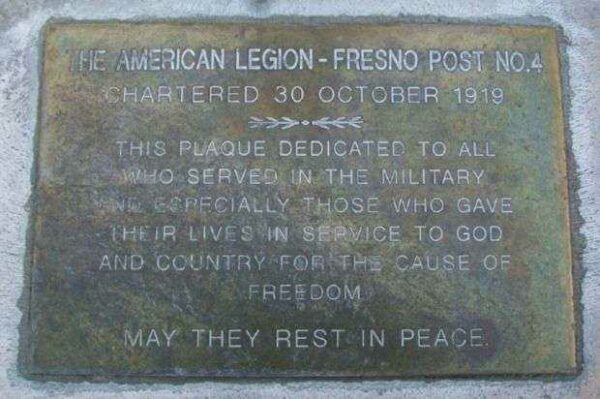 THE AMERICAN LEGION - FRESNO POST NO.4
CHARTERED 30 OCTOBER 1919
THIS PLAQUE DEDICATED TO ALL
WHO SERVED IN THE MILITARY
AND ESPECIALLY THOSE WHO GAVE
THEIR LIVES IN SERVICE TO GOD
AND COUNTRY FOR THE CAUSE OF
FREEDOM
MAY THEY REST IN PEACE.